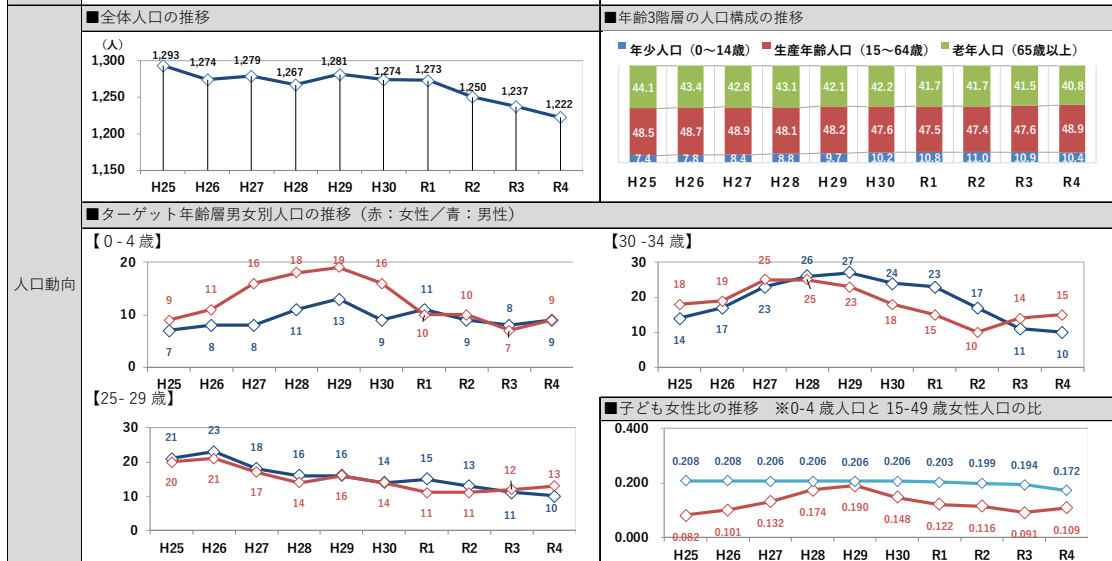 人口動向
■全体人口の推移
（人）
1,300
1,250
1,200
1,150
1,293 1,274 1,279 1,267 1,281 1,274 1,273 1,250 1,237 1,222
H25 H26 H27 H28 H29 H30 R1 R2 R3 R4
■年齢3階層の人口構成の推移
年少人口（0～14歳） 生産年齢人口（15～64歳） 老年人口（65歳以上）
44.1 43.4 42.8 43.1 42.1 42.2 41.7 41.7 41.5 40.8
48.5 48.7 48.9 48.1 48.2 47.6 47.5 47.4 47.6 48.9
7.4 7.8 8.4 8.8 9.7 10.2 10.8 11.0 10.9 10.4
H25 H26 H27 H28 H29 H30 R1 R2 R3 R4
■ターゲット年齢層男女別人口の推移（赤：女性／青：男性）
【 0 - 4 歳】
20
10
0
9 11 16 18 19 16 10 10 7 9
7 8 8 11 13 9 11 9 8 9
H25 H26 H27 H28 H29 H30 R1 R2 R3 R4
【30 -34 歳】
30
20
10
0
18 19 25 25 23 18 15 10 14 15
14 17 23 26 27 24 23 17 11 10
H25 H26 H27 H28 H29 H30 R1 R2 R3 R4
【25- 29 歳】
30
20
10
0
21 23 18 16 16 14 15 13 11 10
20 21 17 14 16 14 11 11 12 13
H25 H26 H27 H28 H29 H30 R1 R2 R3 R4
■子ども女性比の推移　※0-4 歳人口と 15-49 歳女性人口の比
0.400
0.200
0.000
0.208 0.208 0.206 0.206 0.206 0.206 0.203 0.199 0.194 0.172
0.082 0.101 0.132 0.174 0.190 0.148 0.122 0.116 0.091 0.109
H25 H26 H27 H28 H29 H30 R1 R2 R3 R4